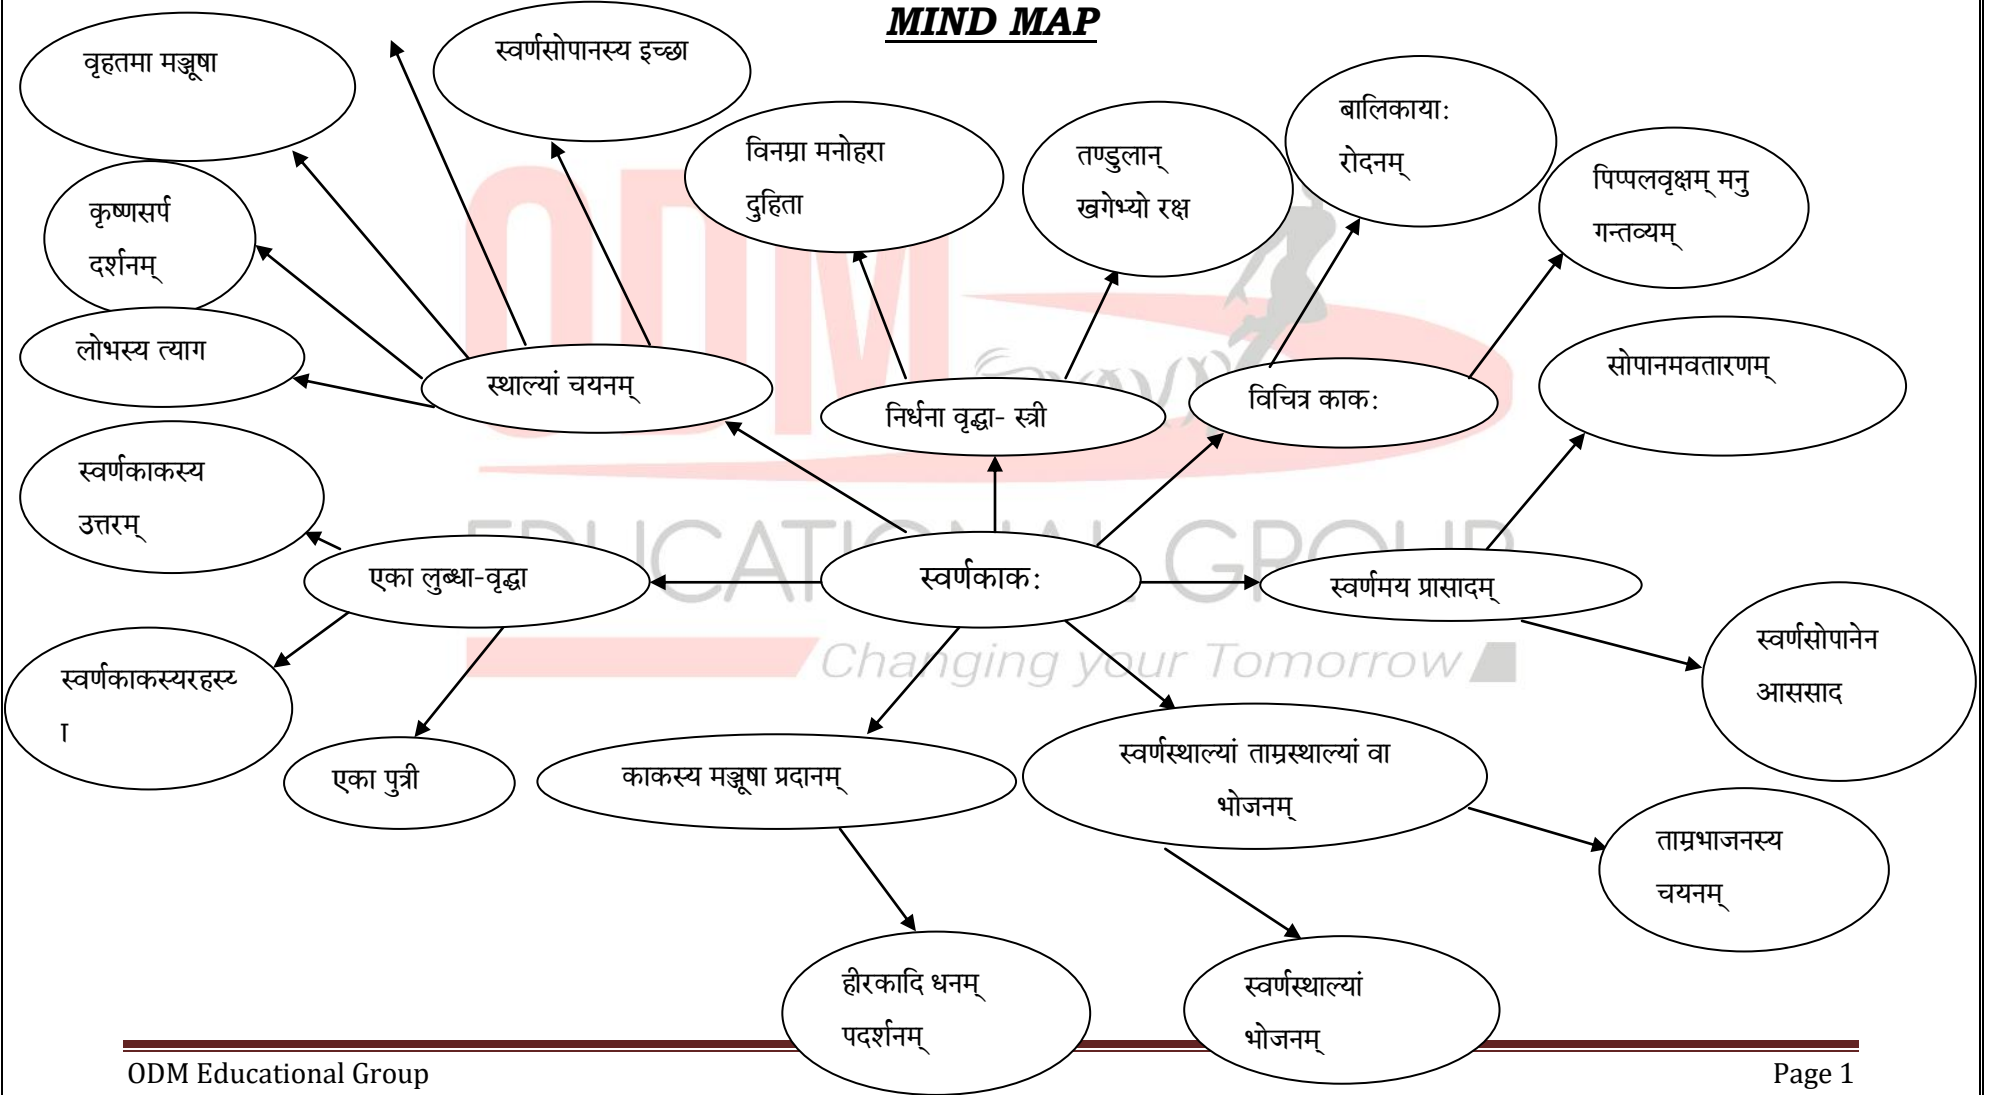 MIND MAP
वृहतमा मञ्जूषा
स्वर्णसोपानस्य इच्छा
विनम्रा मनोहरा
दुहिता
तण्डुलान्
खगेभ्यो रक्ष
बालिकायाः
रोदनम्
पिप्पलवृक्षम् मनु
गन्तव्यम्
कृष्णसर्प
दर्शनम्
लोभस्य त्याग
स्थाल्यां चयनम्
निर्धना वृद्धा- स्त्री
विचित्र काकः
सोपानमवतारणम्
स्वर्णकाकस्य
उत्तरम्
एका लुब्धा-वृद्धा
स्वर्णकाकः
स्वर्णमय प्रासादम्
स्वर्णसोपानेन
आससाद
स्वर्णकाकस्यरहस्य
ा
एका पुत्री
काकस्य मञ्जूषा प्रदानम्
स्वर्णस्थाल्यां ताम्रस्थाल्यां वा
भोजनम्
ताम्रभाजनस्य
चयनम्
हीरकादि धनम्
पदर्शनम्
स्वर्णस्थाल्यां
भोजनम्
ODM
EDUCATIONAL GROUP
Changing your Tomorrow
ODM Educational Group
Page 1